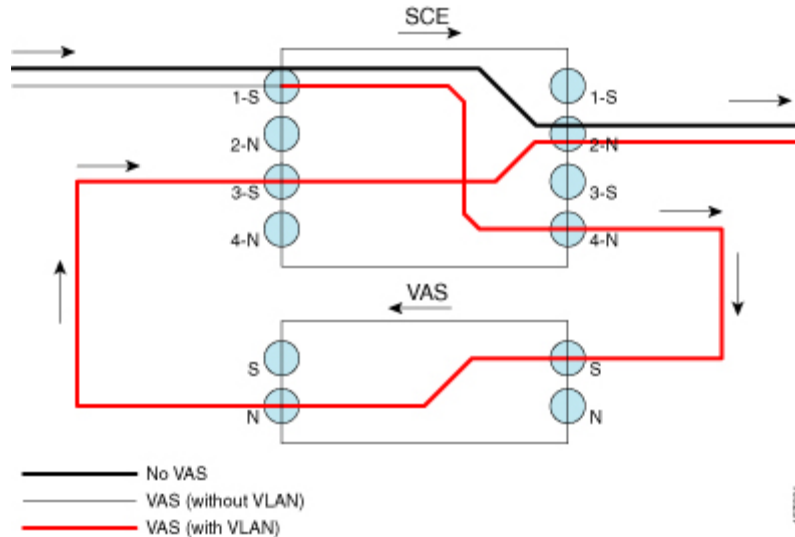 SCE
1-S
1-S
2-N
2-N
3-S
3-S
4-N
4-N
VAS
S
S
N
N
No VAS
VAS (without VLAN)
VAS (with VLAN)